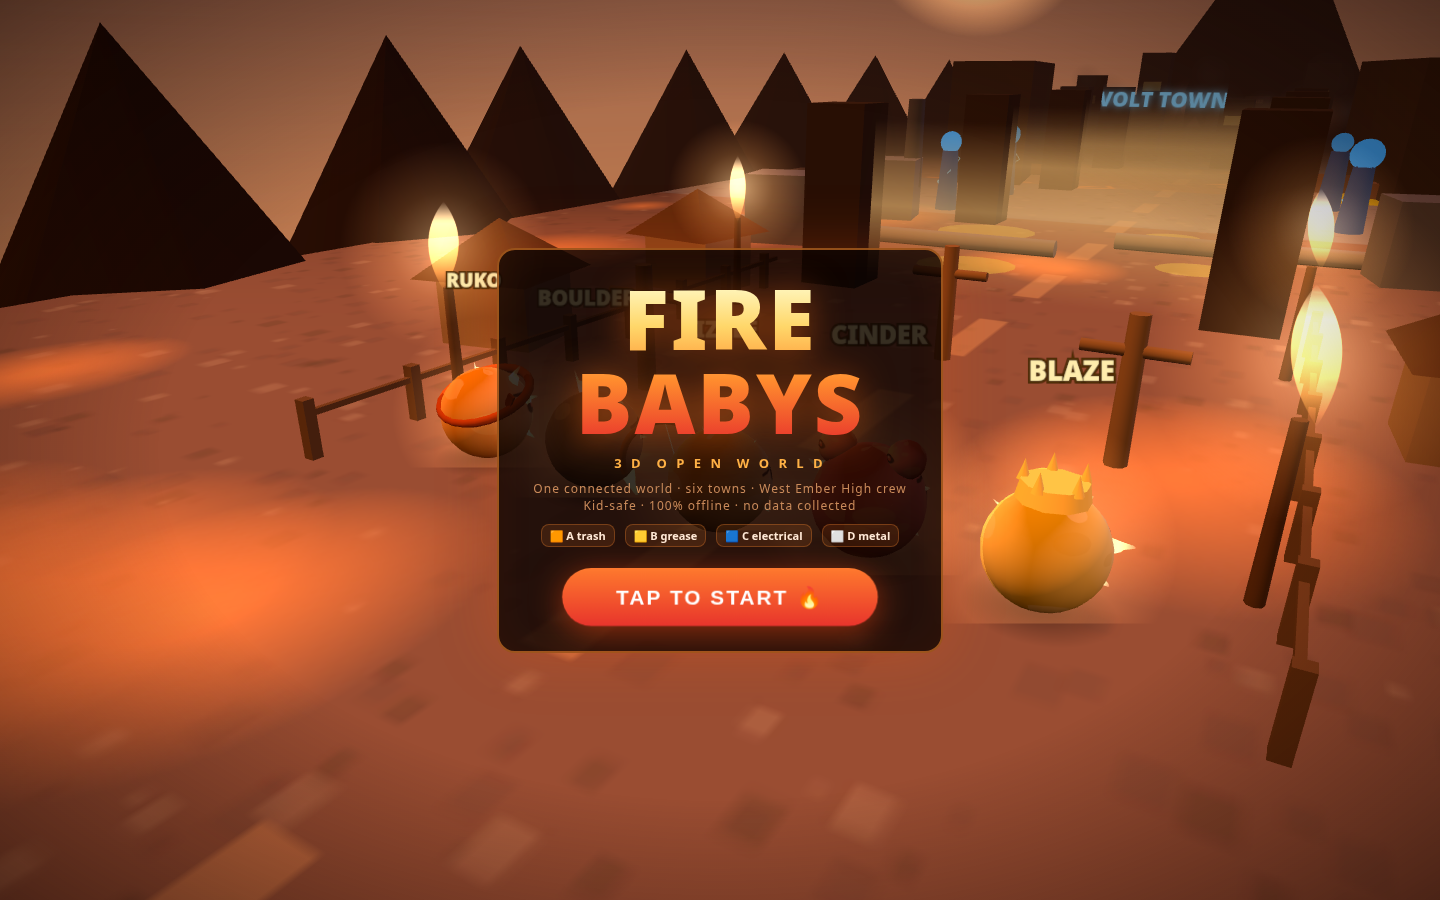 VOLT TOWN
RUKO
BOULDER
CINDER
BLAZE
FIRE
BABYS
3D OPEN WORLD
One connected world · six towns · West Ember High crew
Kid-safe · 100% offline · no data collected
🟧 A trash 🟨 B grease 🟦 C electrical ⬜ D metal
TAP TO START 🔥